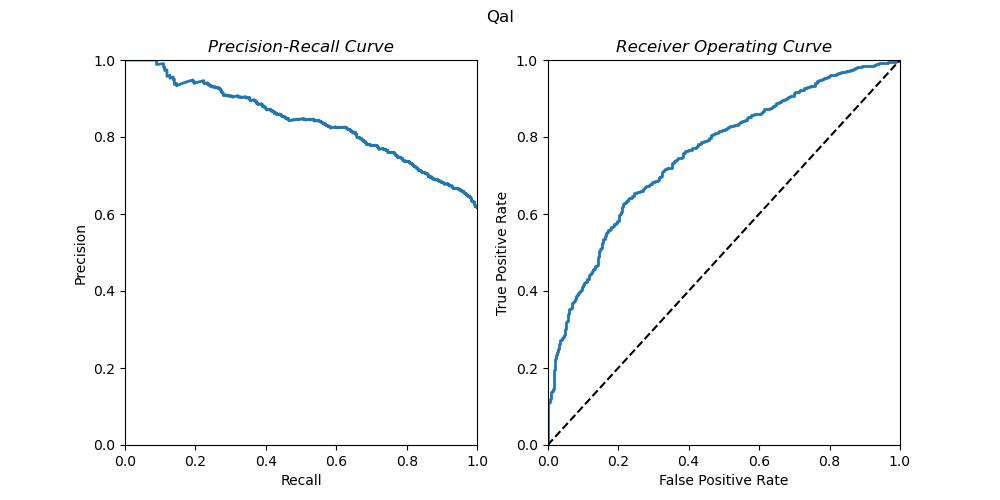 Qal
Precision-Recall Curve
Precision
1.0
0.8
0.6
0.4
0.2
0.0
0.0 0.2 0.4 0.6 0.8 1.0
Recall
Receiver Operating Curve
True Positive Rate
1.0
0.8
0.6
0.4
0.2
0.0
0.0 0.2 0.4 0.6 0.8 1.0
False Positive Rate